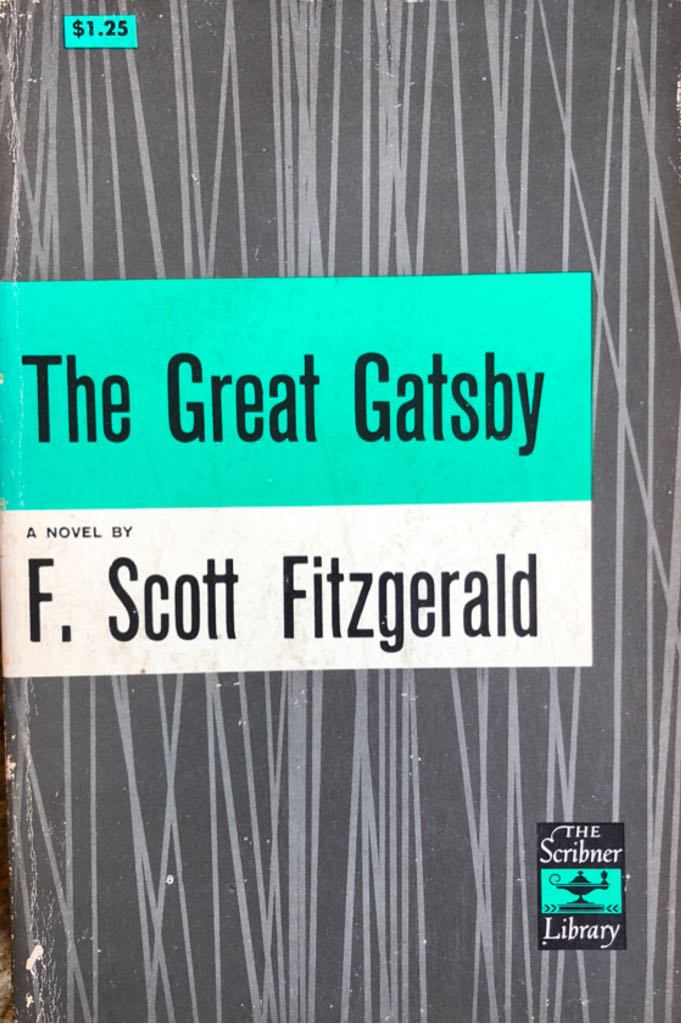 $1.25
The Great Gatsby
A NOVEL BY
F. Scott Fitzgerald
THE
Scribner
Library